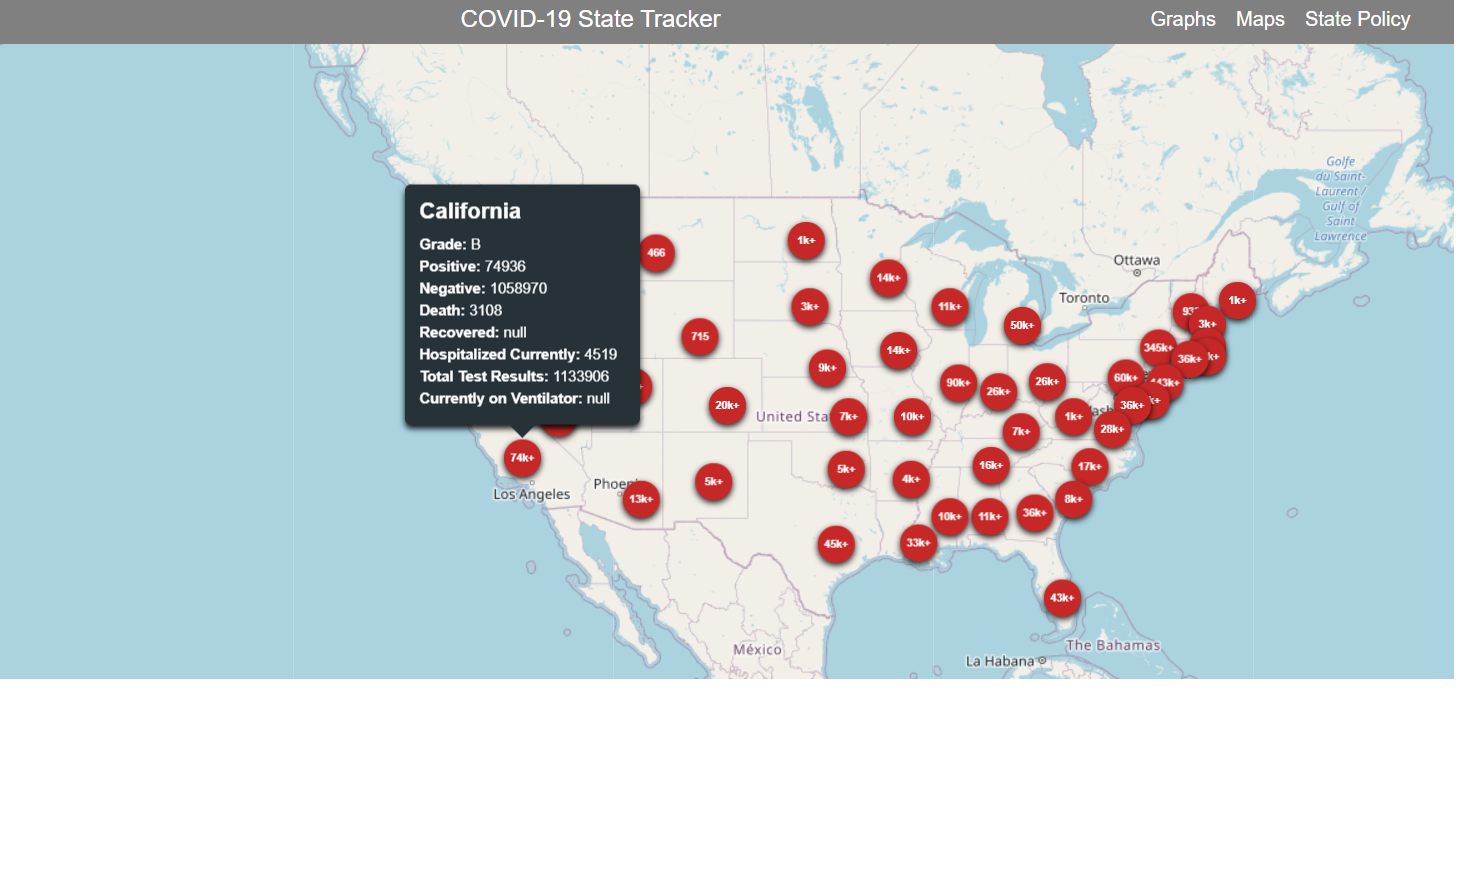 COVID-19 State Tracker
Graphs
Maps
State Policy
Golfe
du Saint-
Laurent /
Gulf of
Saint
Lawrence
Ottawa
Toronto
California
Grade: B
Positive: 74936
Negative: 1058970
Death: 3108
Recovered: null
Hospitalized Currently: 4519
Total Test Results: 1133906
Currently on Ventilator: null
466
1k+
14k+
11k+
50k+
1k+
3k+
3k+
715
14k+
345k+
36k+
9k+
90k+
26k+
26k+
60k+
143k+
20k+
United
7k+
10k+
7k+
1k+
36k+
28k+
74k+
Los Angeles
13k+
5k+
5k+
4k+
16k+
17k+
8k+
10k+
11k+
36k+
45k+
33k+
43k+
México
La Habana
The Bahamas